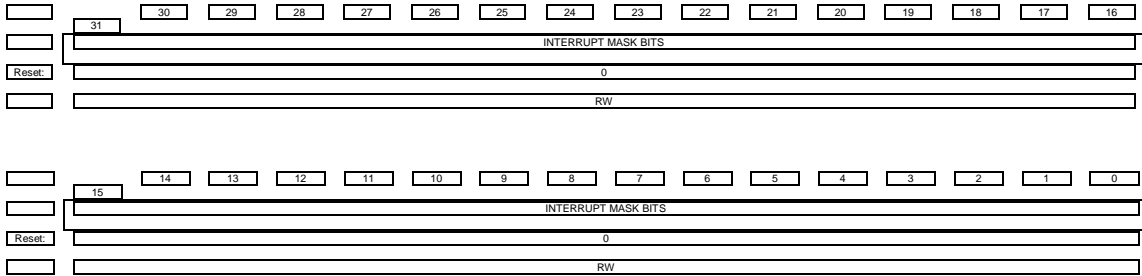 31 30 29 28 27 26 25 24 23 22 21 20 19 18 17 16
INTERRUPT MASK BITS
Reset: 0
RW
15 14 13 12 11 10 9 8 7 6 5 4 3 2 1 0
INTERRUPT MASK BITS
Reset: 0
RW